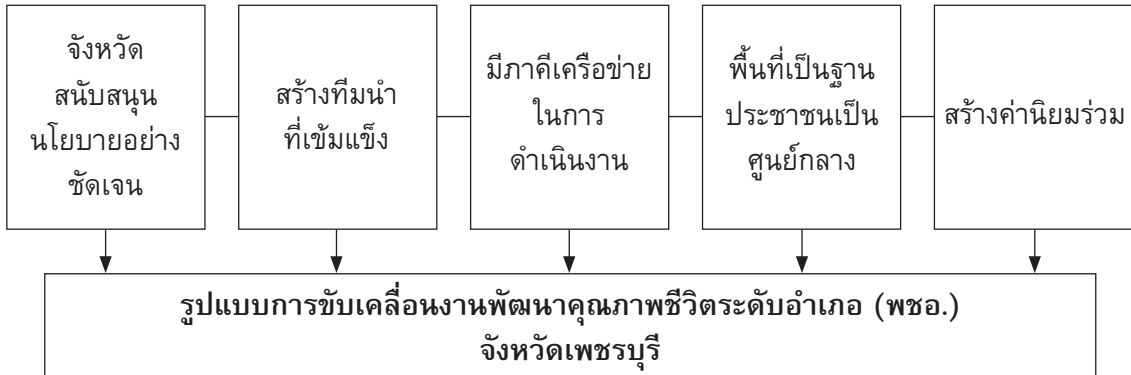 จังหวัด
สนับสนุน
นโยบายอย่าง
ชัดเจน
สร้างทีมนำ
ที่เข้มแข็ง
มีภาคีเครือข่าย
ในการ
ดำเนินงาน
พื้นที่เป็นฐาน
ประชาชนเป็น
ศูนย์กลาง
สร้างค่านิยมร่วม
รูปแบบการขับเคลื่อนงานพัฒนาคุณภาพชีวิตระดับอำเภอ (พชอ.)
จังหวัดเพชรบุรี